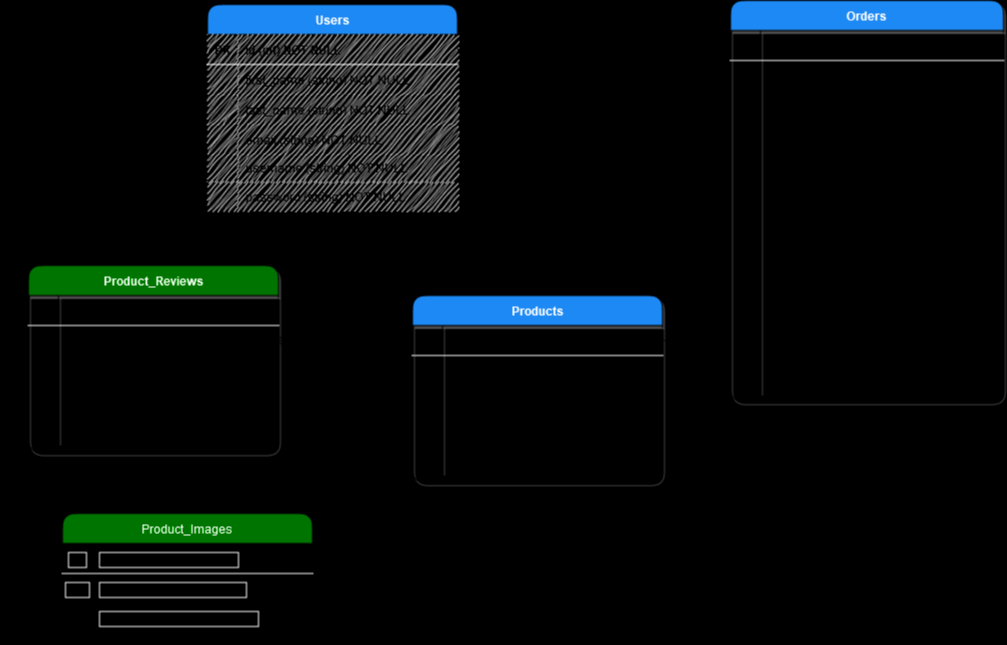 Users
Orders
id (int) NOT NULL
first_name (string) NOT NULL
last_name (string) NOT NULL
email (string) NOT NULL
username (string) NOT NULL
password (string) NOT NULL
Product_Reviews
Products
Product_Images